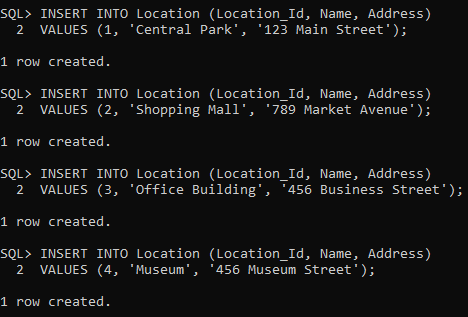 SQL> INSERT INTO Location (Location_Id, Name, Address)
  2  VALUES (1, 'Central Park', '123 Main Street');
1 row created.
SQL> INSERT INTO Location (Location_Id, Name, Address)
  2  VALUES (2, 'Shopping Mall', '789 Market Avenue');
1 row created.
SQL> INSERT INTO Location (Location_Id, Name, Address)
  2  VALUES (3, 'Office Building', '456 Business Street');
1 row created.
SQL> INSERT INTO Location (Location_Id, Name, Address)
  2  VALUES (4, 'Museum', '456 Museum Street');
1 row created.